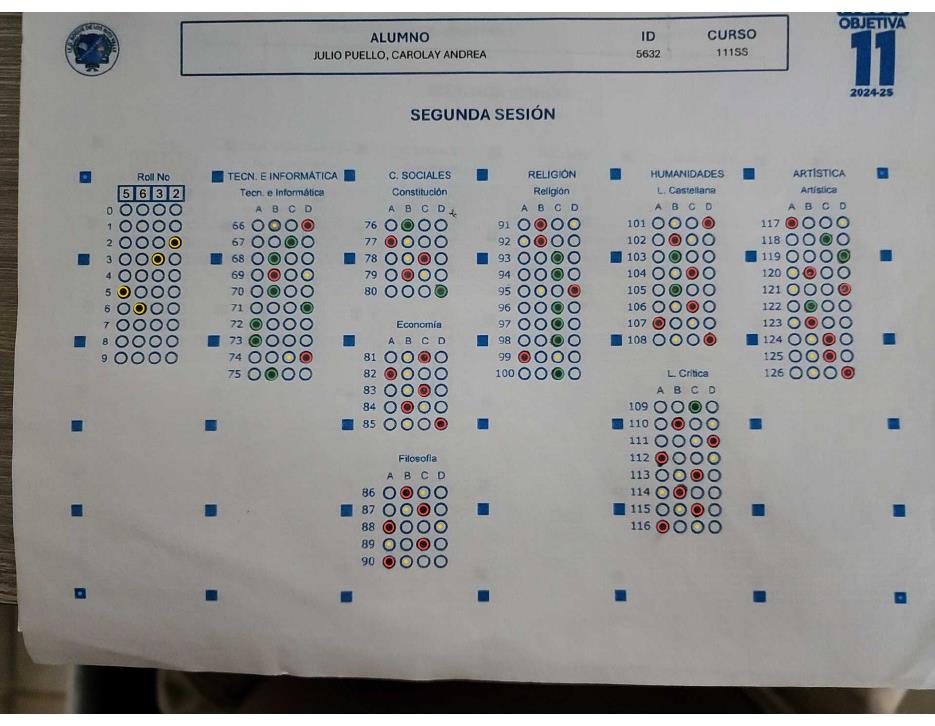 OBJETIVA
11
2024-25
ALUMNO ID CURSO
JULIO PUELLO, CAROLAY ANDREA 5632 111SS
SEGUNDA SESIÓN
Roll No
5 6 3 2
0
1
2
3
4
5
6
7
8
9
TECN. E INFORMÁTICA
Tecn. e Informática
A B C D
66
67
68
69
70
71
72
73
74
75
C. SOCIALES
Constitución
A B C D
76
77
78
79
80
Economía
A B C D
81
82
83
84
85
Filosofía
A B C D
86
87
88
89
90
RELIGIÓN
Religión
A B C D
91
92
93
94
95
96
97
98
99
100
HUMANIDADES
L. Castellana
A B C D
101
102
103
104
105
106
107
108
L. Crítica
A B C D
109
110
111
112
113
114
115
116
ARTÍSTICA
Artística
A B C D
117
118
119
120
121
122
123
124
125
126